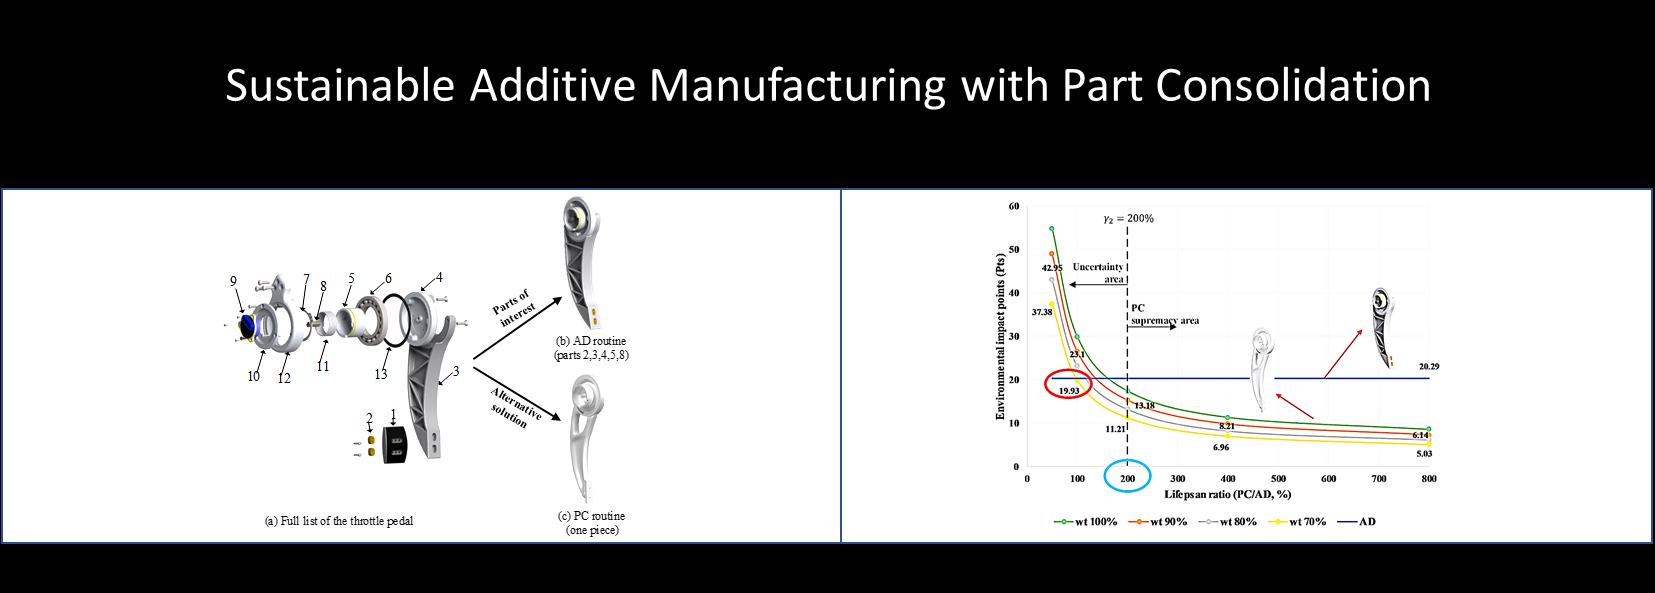 Sustainable Additive Manufacturing with Part Consolidation
9
7
8
5
6
4
10
12
11
13
3
2
1
Parts of
interest
Alternative
solution
(b) AD routine
(parts 2,3,4,5,8)
(c) PC routine
(one piece)
(a) Full list of the throttle pedal
Environmental impact points (Pts)
60
50
40
30
20
10
0
γ₂ = 200%
Uncertainty
area
PC
supremacy area
42.95
37.38
23.1
19.93
13.18
11.21
8.21
6.96
6.14
5.03
20.29
0
100
200
300
400
500
600
700
800
Lifepsan ratio (PC/AD, %)
wt 100%
wt 90%
wt 80%
wt 70%
AD